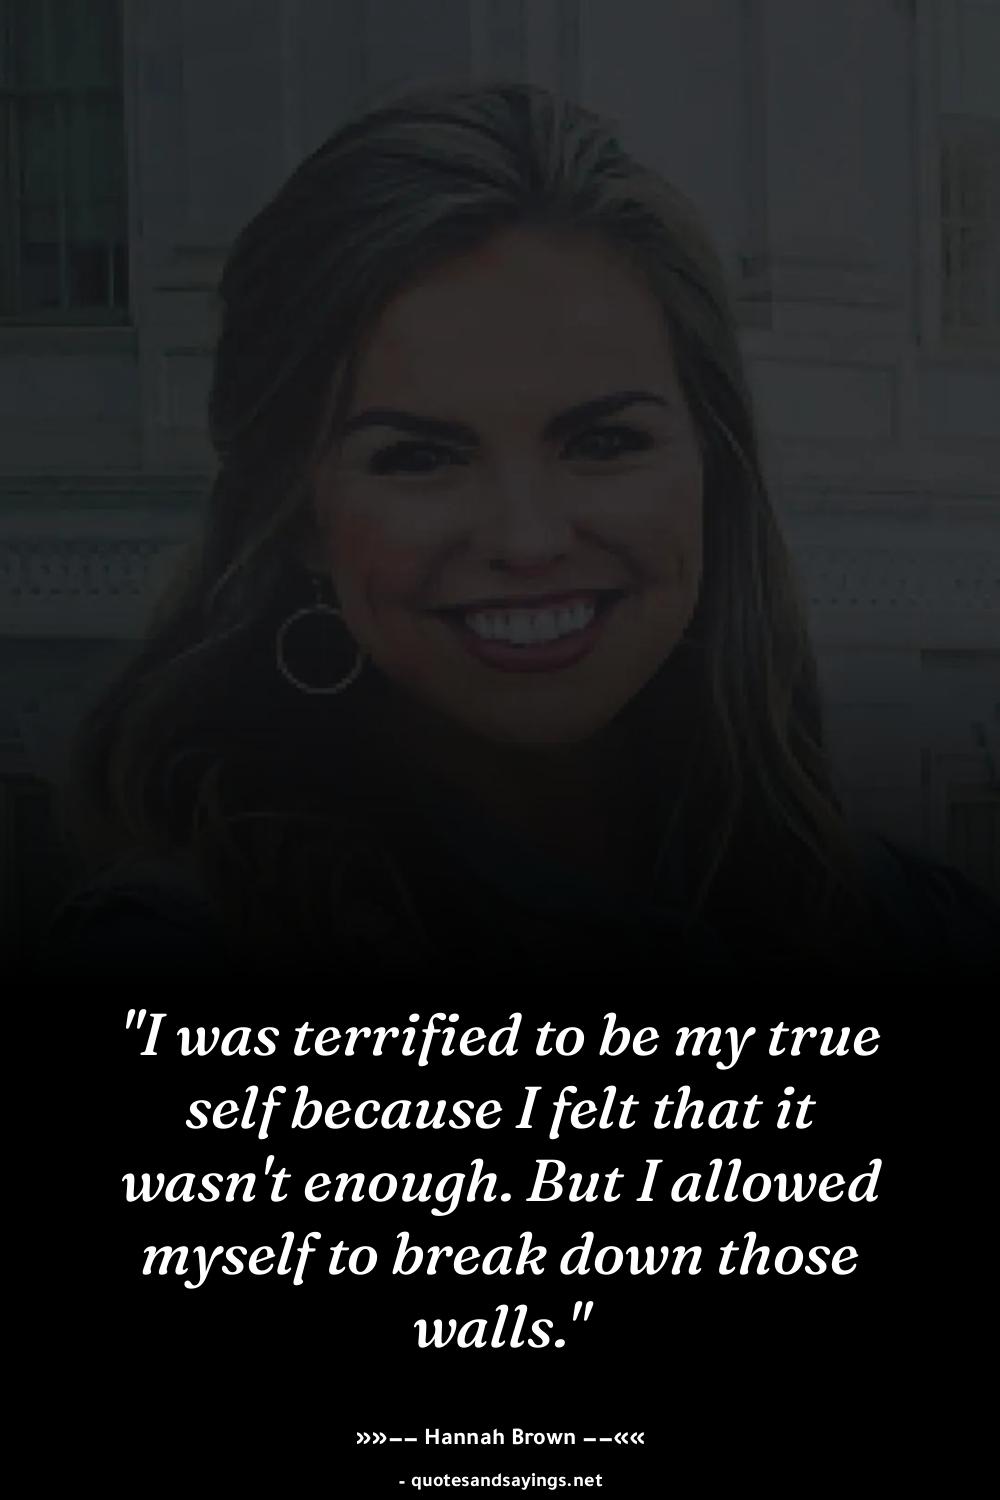 "I was terrified to be my true
self because I felt that it
wasn't enough. But I allowed
myself to break down those
walls."
»»–– Hannah Brown ––««
- quotesandsayings.net